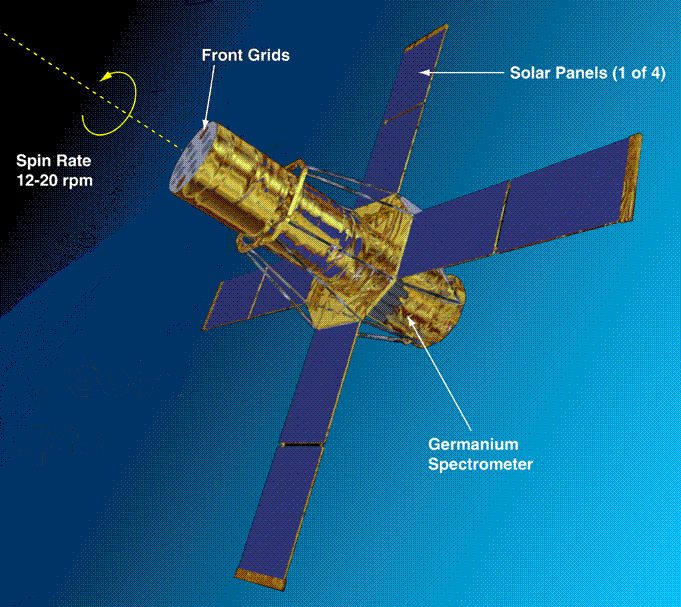 Front Grids
Solar Panels (1 of 4)
Spin Rate
12-20 rpm
Germanium
Spectrometer